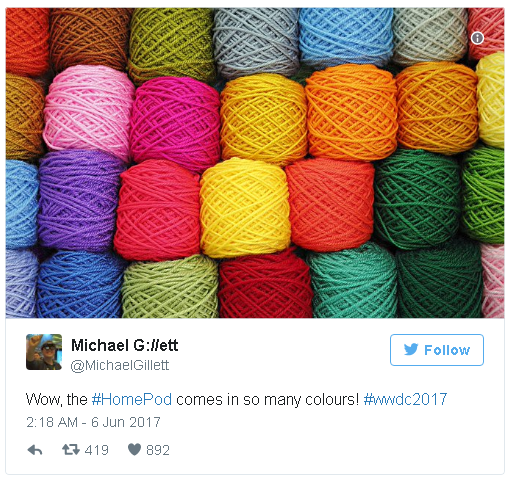 Michael G://ett
@MichaelGillett
Follow
Wow, the #HomePod comes in so many colours! #wwdc2017
2:18 AM - 6 Jun 2017
419 892